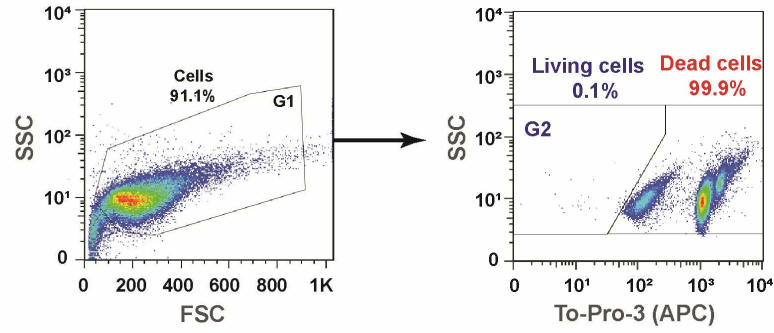 10⁴
10³
10²
10¹
0
SSC
Cells
91.1%
G1
0 200 400 600 800 1K
FSC
10⁴
10³
10²
10¹
0
SSC
Living cells
0.1%
Dead cells
99.9%
G2
0 10¹ 10² 10³ 10⁴
To-Pro-3 (APC)